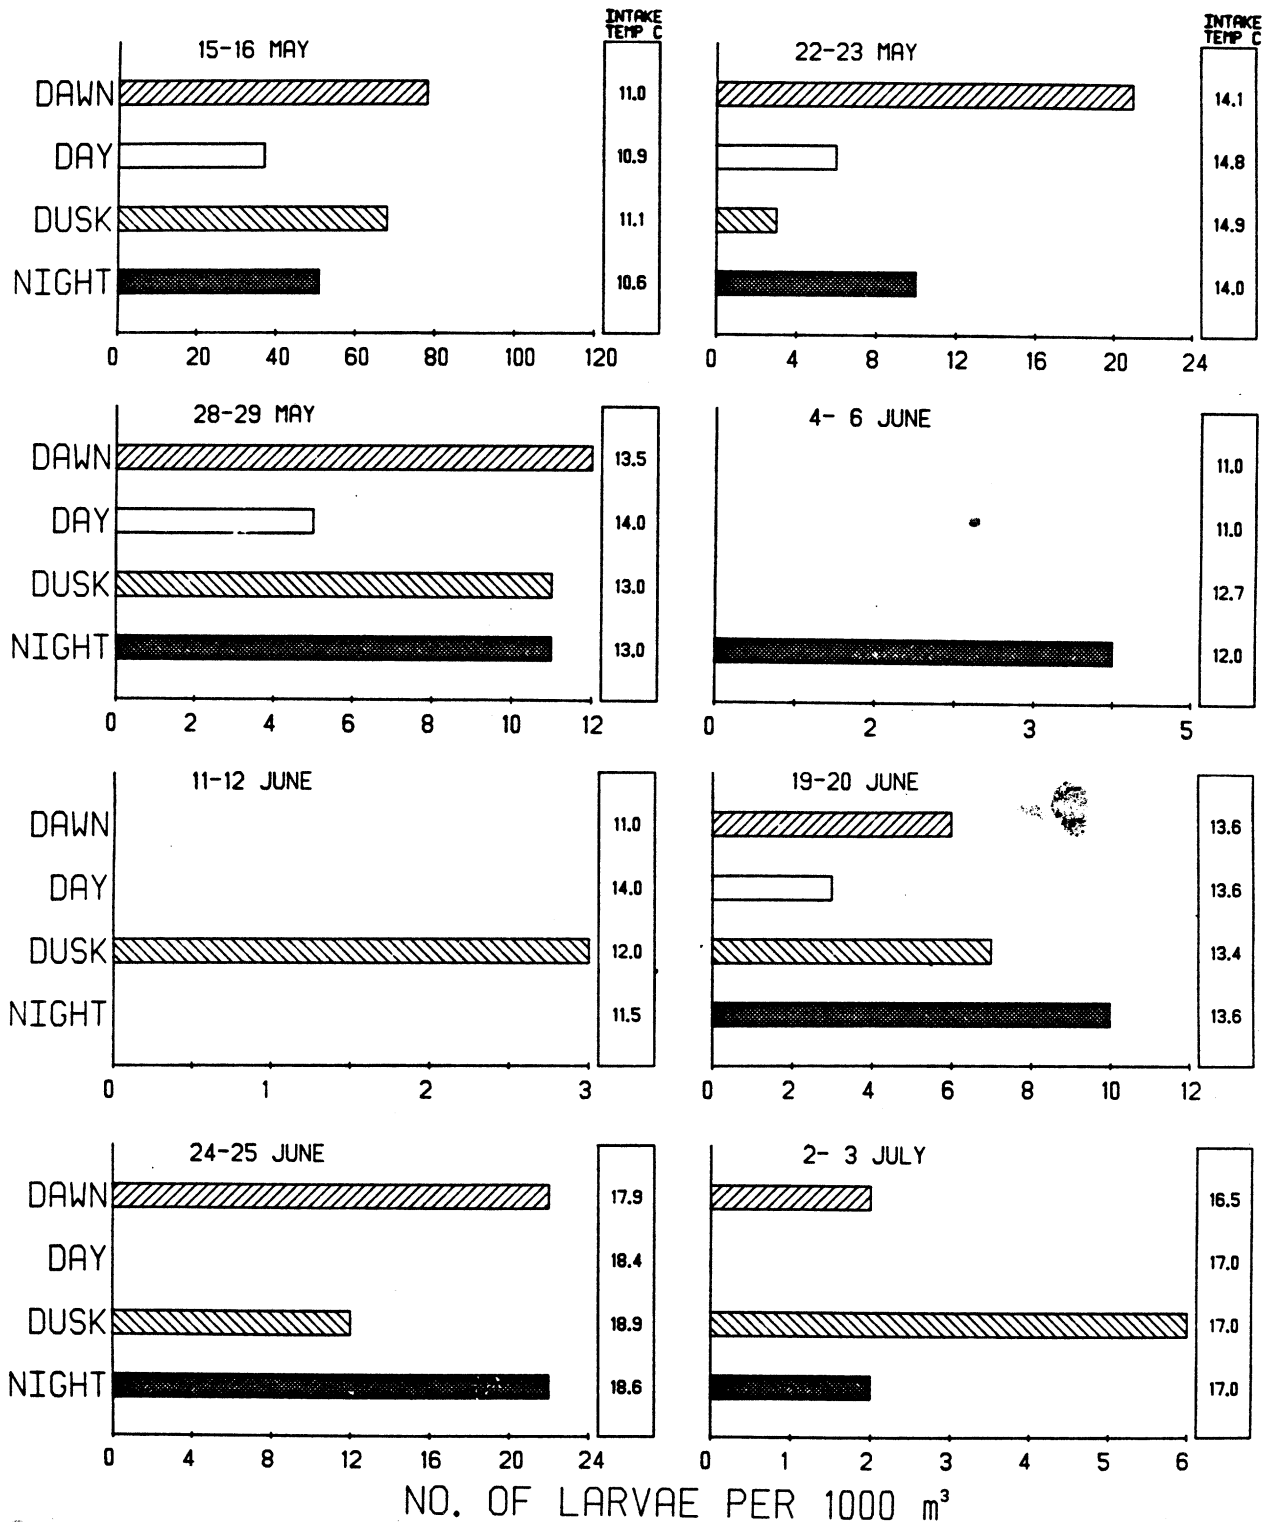 INTAKE
TEMP C
15-16 MAY
DAWN 11.0
DAY 10.9
DUSK 11.1
NIGHT 10.6
0 20 40 60 80 100 120
INTAKE
TEMP C
22-23 MAY
14.1
14.8
14.9
14.0
0 4 8 12 16 20 24
28-29 MAY
DAWN 13.5
DAY 14.0
DUSK 13.0
NIGHT 13.0
0 2 4 6 8 10 12
4- 6 JUNE
11.0
11.0
12.7
12.0
0 2 3 5
11-12 JUNE
DAWN 11.0
DAY 14.0
DUSK 12.0
NIGHT 11.5
0 1 2 3
19-20 JUNE
13.6
13.6
13.4
13.6
0 2 4 6 8 10 12
24-25 JUNE
DAWN 17.9
DAY 18.4
DUSK 18.9
NIGHT 18.6
0 4 8 12 16 20 24
2- 3 JULY
16.5
17.0
17.0
17.0
0 1 2 3 4 5 6
NO. OF LARVAE PER 1000 m³